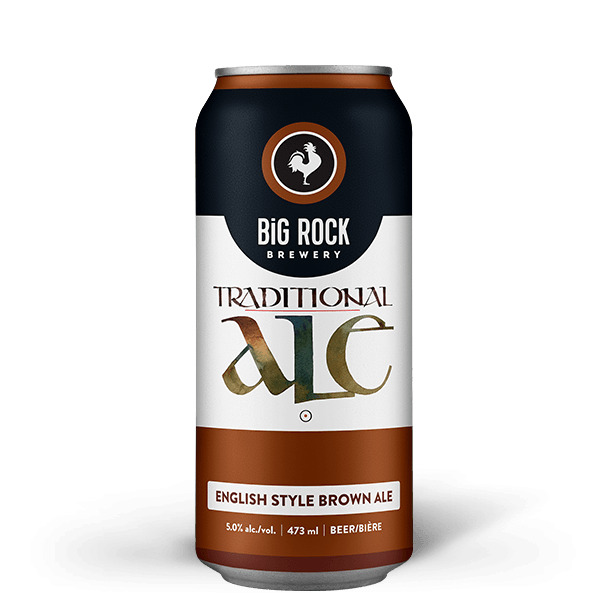 BiG ROCK
BREWERY
TRADITIONAL
ALE
ENGLISH STYLE BROWN ALE
5.0% alc./vol. | 473 ml | BEER/BIÈRE